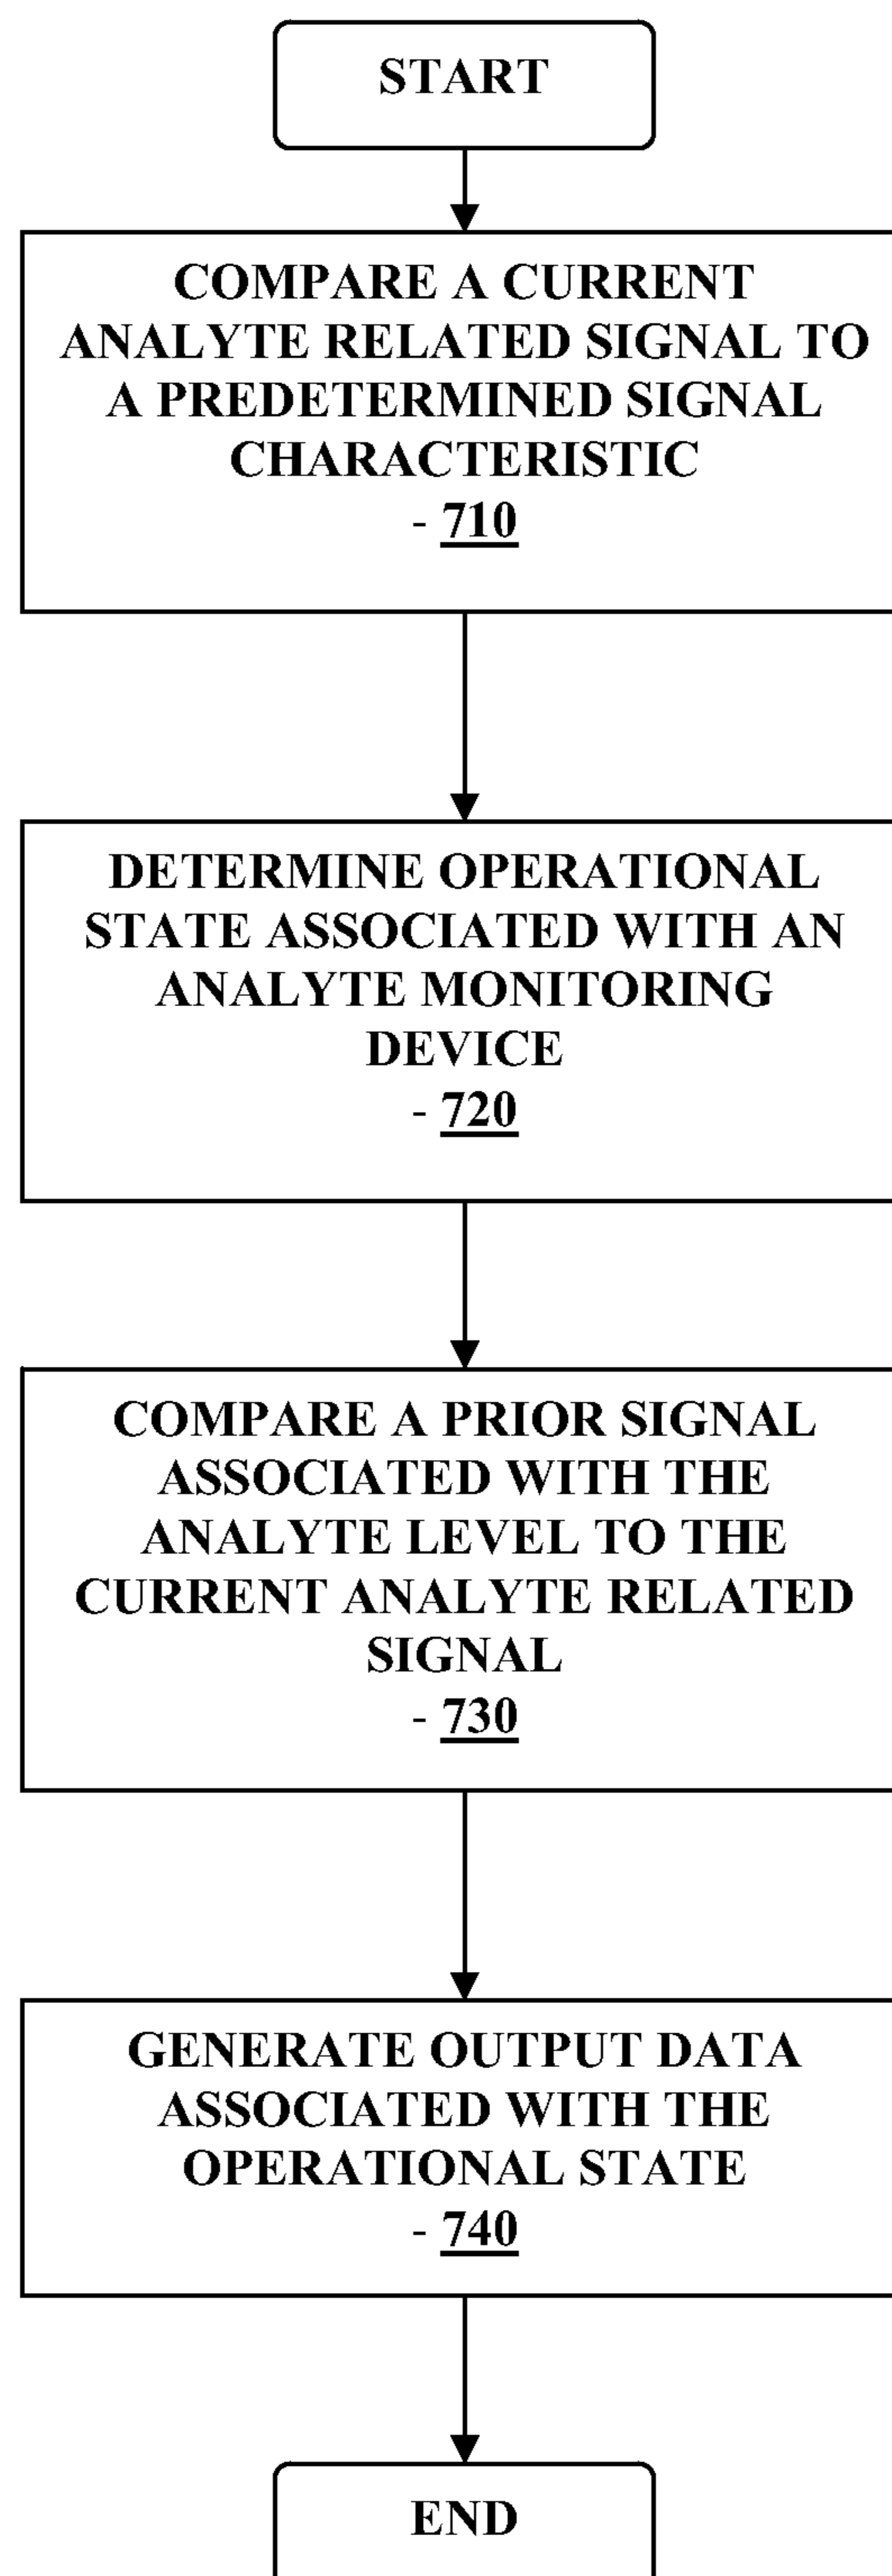 START
COMPARE A CURRENT
ANALYTE RELATED SIGNAL TO
A PREDETERMINED SIGNAL
CHARACTERISTIC
- 710
DETERMINE OPERATIONAL
STATE ASSOCIATED WITH AN
ANALYTE MONITORING
DEVICE
- 720
COMPARE A PRIOR SIGNAL
ASSOCIATED WITH THE
ANALYTE LEVEL TO THE
CURRENT ANALYTE RELATED
SIGNAL
- 730
GENERATE OUTPUT DATA
ASSOCIATED WITH THE
OPERATIONAL STATE
- 740
END